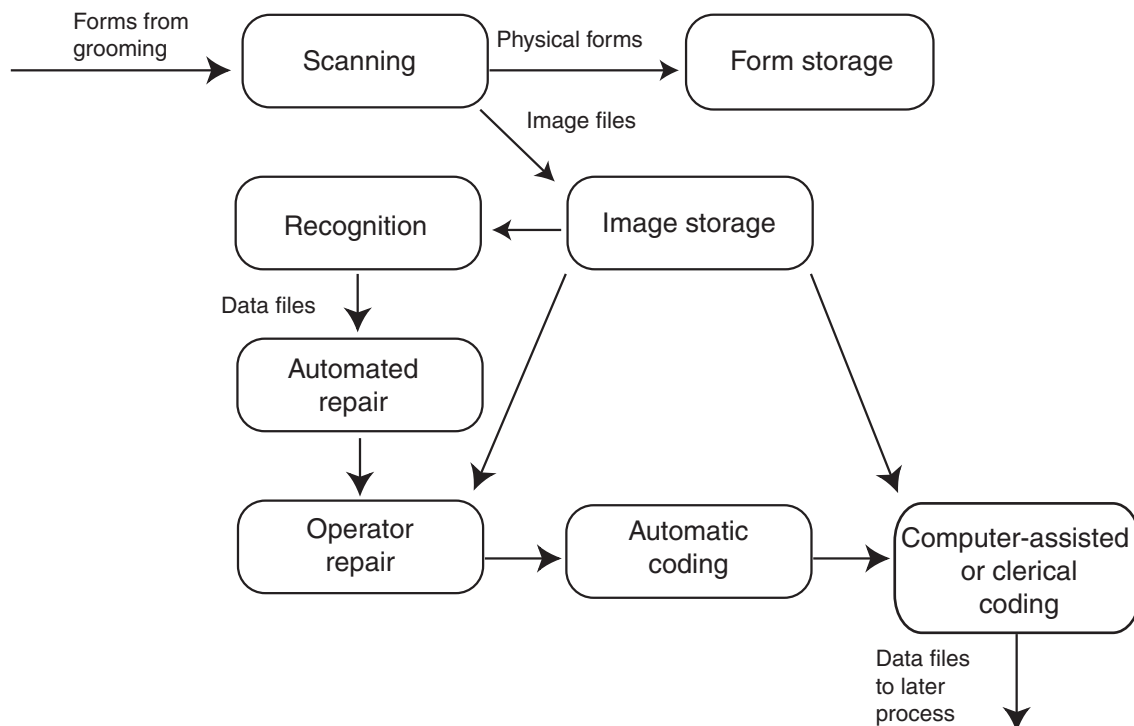 Forms from
grooming
Scanning
Physical forms
Form storage
Image files
Recognition
Image storage
Data files
Automated
repair
Operator
repair
Automatic
coding
Computer-assisted
or clerical
coding
Data files
to later
process